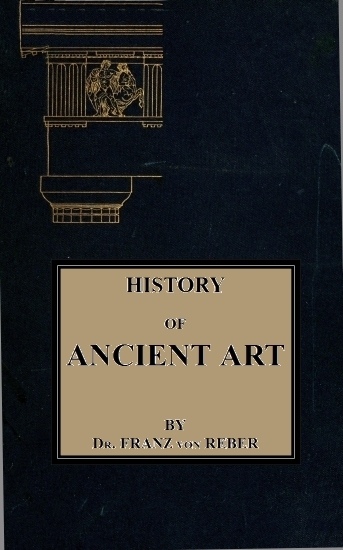 HISTORY
OF
ANCIENT ART
BY
DR. FRANZ VON REBER